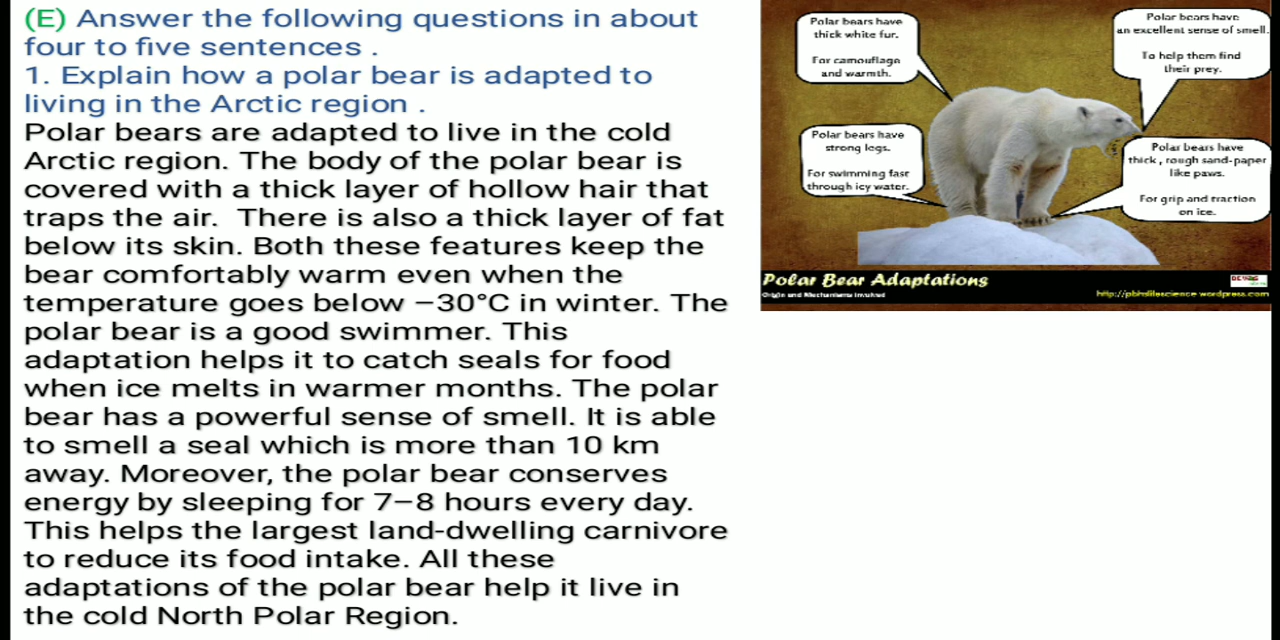 (E) Answer the following questions in about
four to five sentences .
1. Explain how a polar bear is adapted to
living in the Arctic region .
Polar bears are adapted to live in the cold
Arctic region. The body of the polar bear is
covered with a thick layer of hollow hair that
traps the air. There is also a thick layer of fat
below its skin. Both these features keep the
bear comfortably warm even when the
temperature goes below −30°C in winter. The
polar bear is a good swimmer. This
adaptation helps it to catch seals for food
when ice melts in warmer months. The polar
bear has a powerful sense of smell. It is able
to smell a seal which is more than 10 km
away. Moreover, the polar bear conserves
energy by sleeping for 7–8 hours every day.
This helps the largest land-dwelling carnivore
to reduce its food intake. All these
adaptations of the polar bear help it live in
the cold North Polar Region.
Polar bears have
thick white fur.
For camouflage
and warmth.
Polar bears have
an excellent sense of smell.
To help them find
their prey.
Polar bears have
strong legs.
For swimming fast
through icy water.
Polar bears have
thick , rough sand-paper
like paws.
For grip and traction
on ice.
Polar Bear Adaptations
Origin and Mechanisms Involved
http://pbhslifescience.wordpress.com